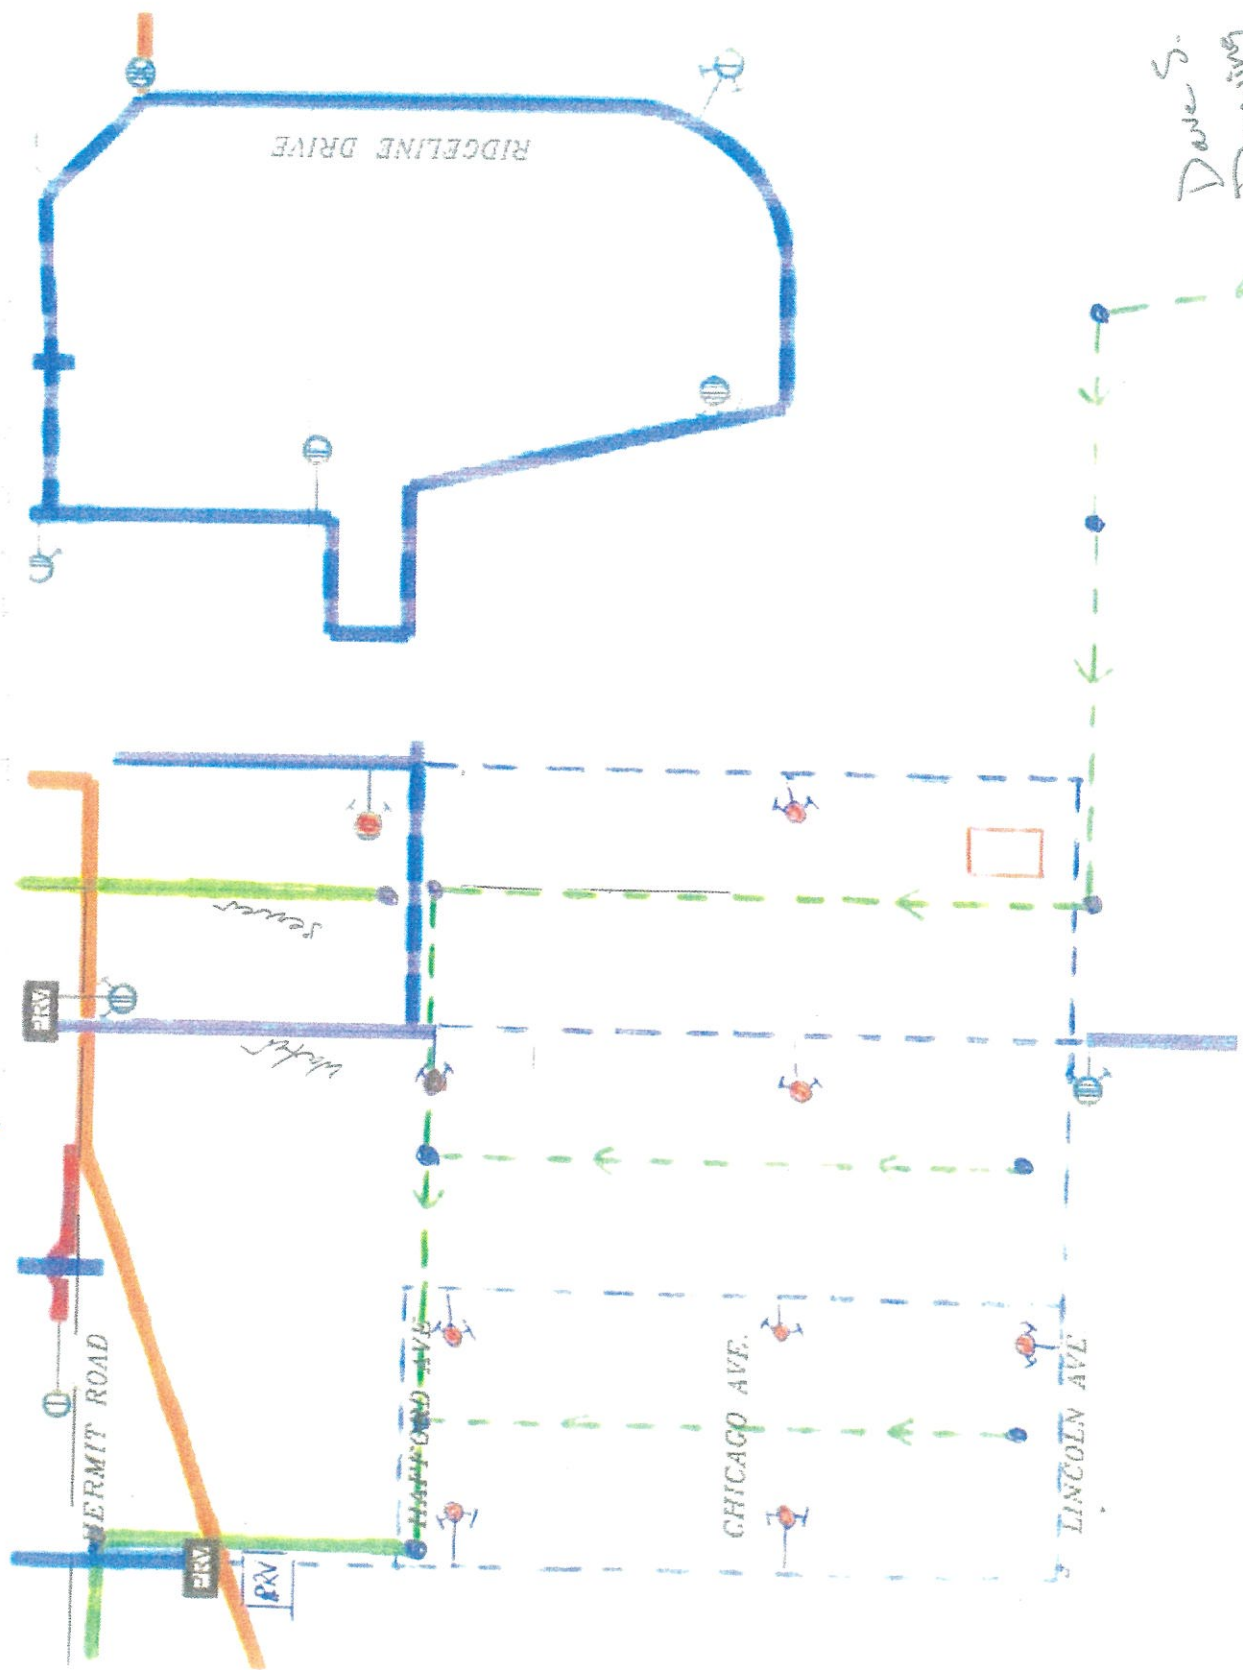 RIDGELINE DRIVE
Dave S.
sewer
PRV
water
HERMIT ROAD
HAFFORD AVE
CHICAGO AVE.
LINCOLN AVE
PRV
PRV